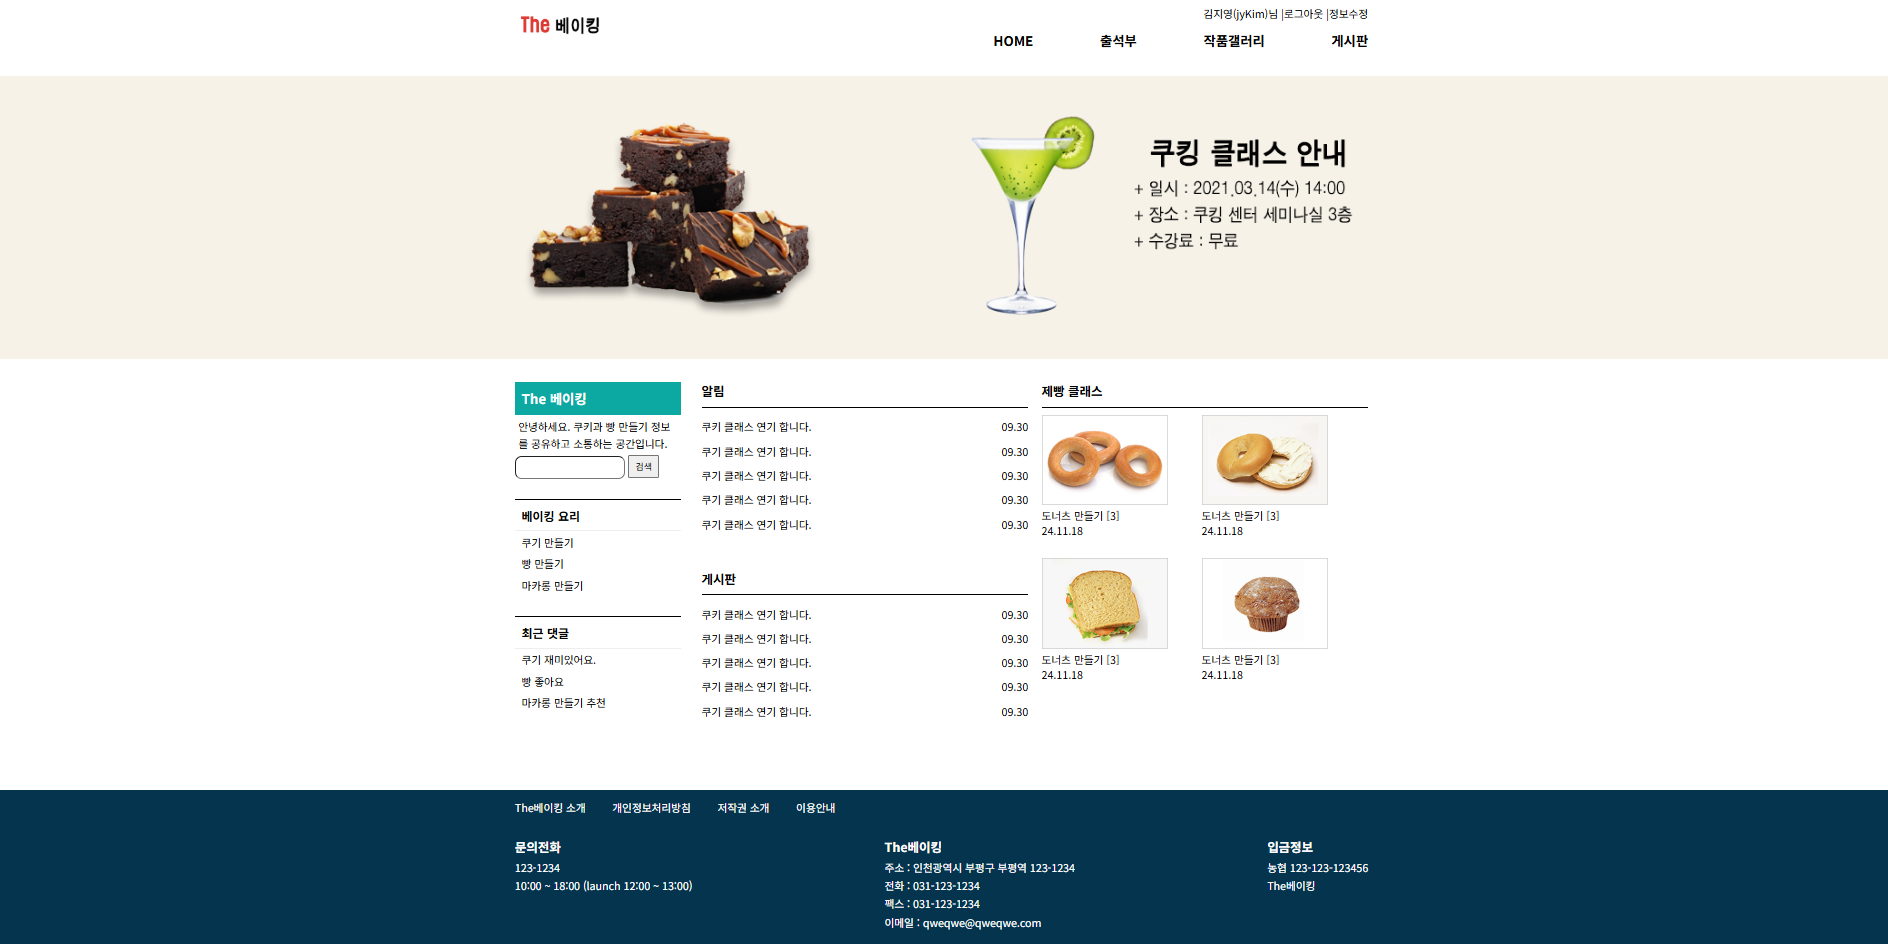 The 베이킹
김지영(jyKim)님 |로그아웃 |정보수정
HOME 출석부 작품갤러리 게시판
쿠킹 클래스 안내
+ 일시 : 2021.03.14(수) 14:00
+ 장소 : 쿠킹 센터 세미나실 3층
+ 수강료 : 무료
The 베이킹
안녕하세요. 쿠키과 빵 만들기 정보
를 공유하고 소통하는 공간입니다.
검색
베이킹 요리
쿠기 만들기
빵 만들기
마카롱 만들기
최근 댓글
쿠기 재미있어요.
빵 좋아요
마카롱 만들기 추천
알림
쿠키 클래스 연기 합니다. 09.30
쿠기 클래스 연기 합니다. 09.30
쿠기 클래스 연기 합니다. 09.30
쿠기 클래스 연기 합니다. 09.30
쿠기 클래스 연기 합니다. 09.30
게시판
쿠키 클래스 연기 합니다. 09.30
쿠기 클래스 연기 합니다. 09.30
쿠기 클래스 연기 합니다. 09.30
쿠기 클래스 연기 합니다. 09.30
쿠기 클래스 연기 합니다. 09.30
제빵 클래스
도너츠 만들기 [3]
24.11.18
도너츠 만들기 [3]
24.11.18
도너츠 만들기 [3]
24.11.18
도너츠 만들기 [3]
24.11.18
The베이킹 소개 개인정보처리방침 저작권 소개 이용안내
문의전화
123-1234
10:00 ~ 18:00 (launch 12:00 ~ 13:00)
The베이킹
주소 : 인천광역시 부평구 부평역 123-1234
전화 : 031-123-1234
팩스 : 031-123-1234
이메일 : qweqwe@qweqwe.com
입금정보
농협 123-123-123456
The베이킹